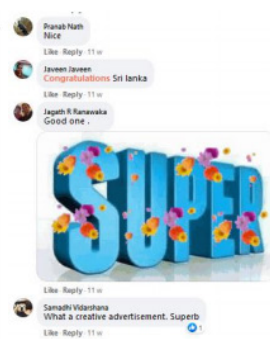 Pranab Nath
Nice
Like · Reply · 11 w
Javeen Javeen
Congratulations Sri lanka
Like · Reply · 11 w
Jagath R Ranawaka
Good one .
SUPER
Like · Reply · 11 w
Samadhi Vidarshana
What a creative advertisement. Superb
1
Like · Reply · 11 w